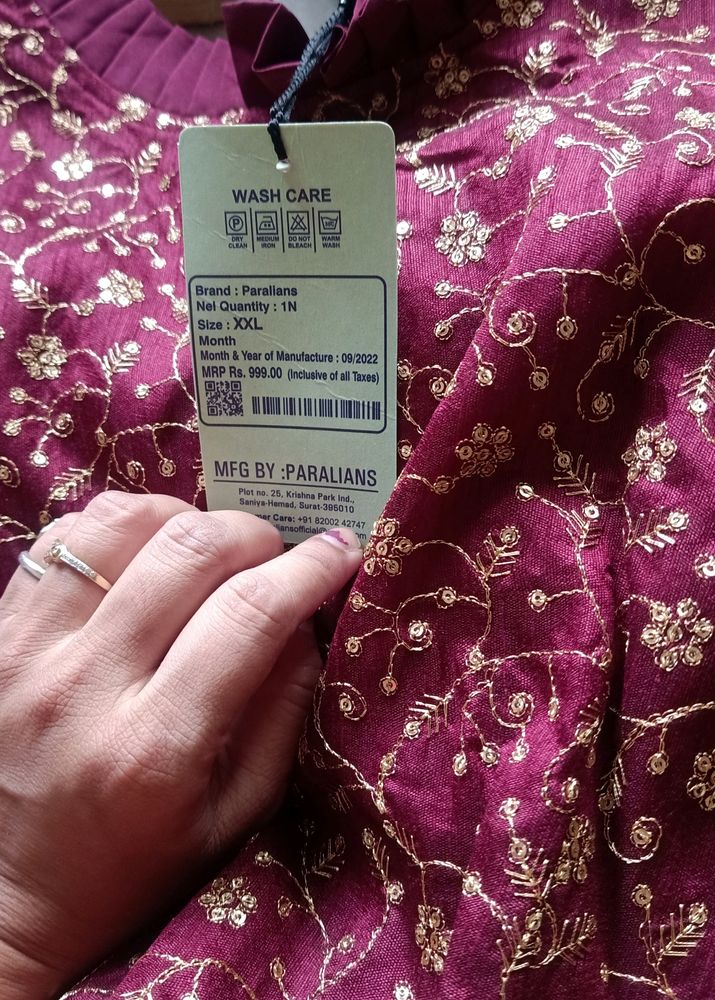 WASH CARE
P
DRY CLEAN
MEDIUM IRON
DO NOT BLEACH
WARM WASH
Brand : Paralians
Nel Quantity : 1N
Size : XXL
Month
Month & Year of Manufacture : 09/2022
MRP Rs. 999.00 (Inclusive of all Taxes)
MFG BY :PARALIANS
Plot no. 25, Krishna Park Ind.,
Saniya-Hemad, Surat-395010
Care: +91 82002 42747